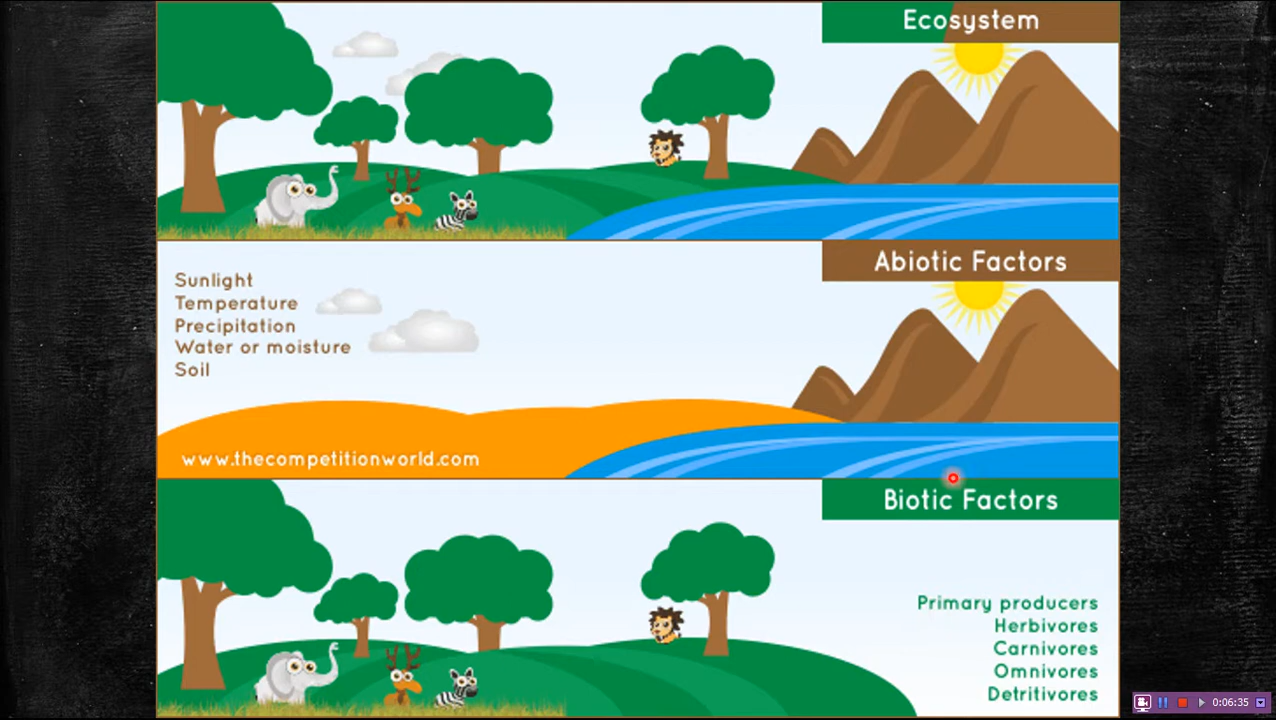 Ecosystem
Abiotic Factors
Sunlight
Temperature
Precipitation
Water or moisture
Soil
www.thecompetitionworld.com
Biotic Factors
Primary producers
Herbivores
Carnivores
Omnivores
Detritivores
0:06:35